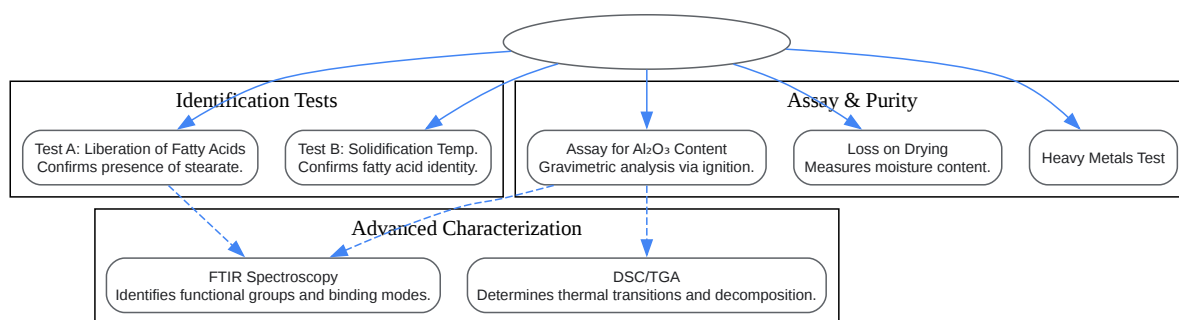 Identification Tests
Test A: Liberation of Fatty Acids
Confirms presence of stearate.
Test B: Solidification Temp.
Confirms fatty acid identity.
Assay & Purity
Assay for Al₂O₃ Content
Gravimetric analysis via ignition.
Loss on Drying
Measures moisture content.
Heavy Metals Test
Advanced Characterization
FTIR Spectroscopy
Identifies functional groups and binding modes.
DSC/TGA
Determines thermal transitions and decomposition.